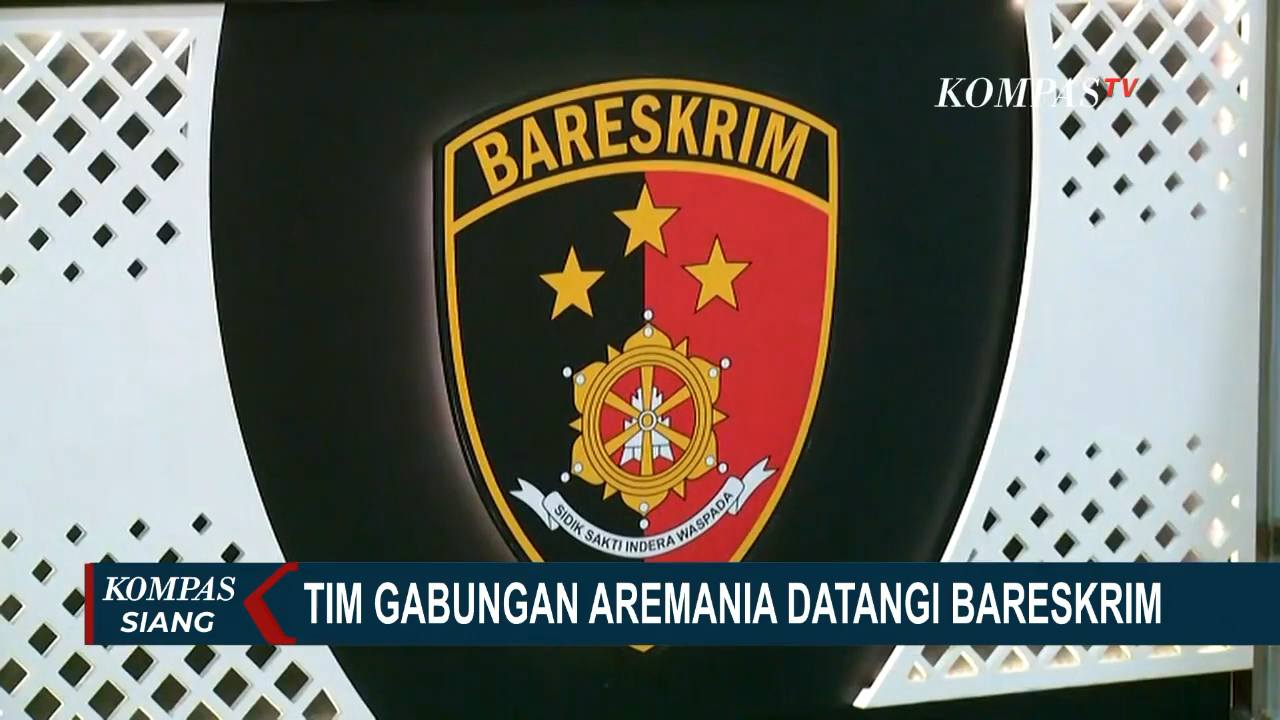 KOMPASTV
BARESKRIM
SIDIK SAKTI INDERA WASPADA
KOMPAS
SIANG
TIM GABUNGAN AREMANIA DATANGI BARESKRIM